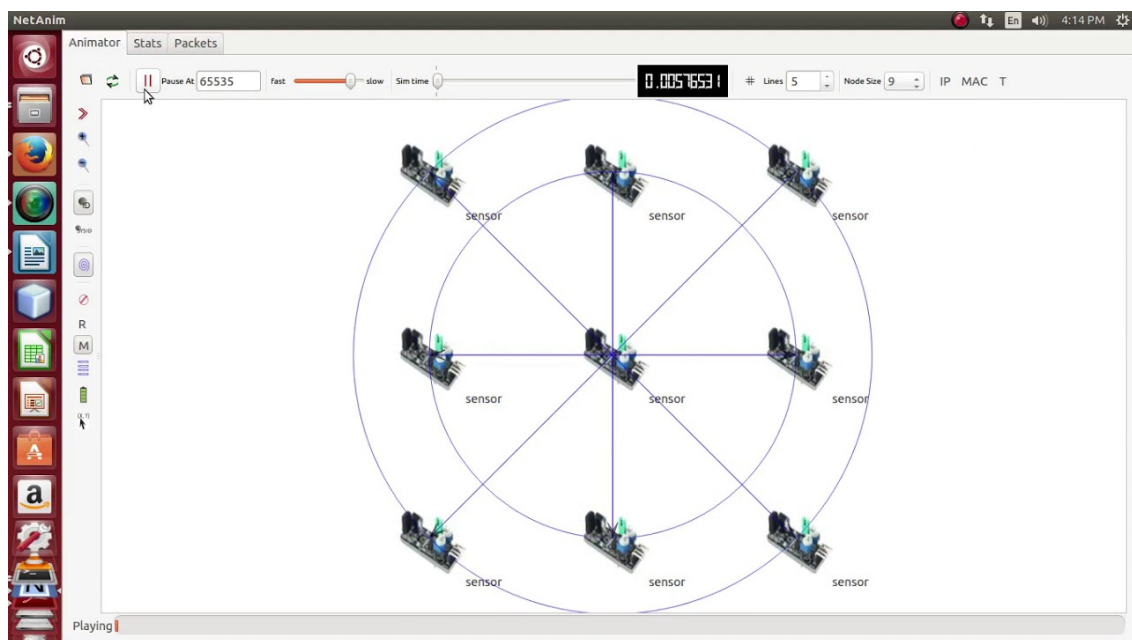 NetAnim
En
4:14 PM
Animator Stats Packets
Pause At 65535 fast slow Sim time 0.00576531 # Lines 5 Node Size 9 IP MAC T
sensor sensor sensor
R
M
sensor sensor sensor
sensor sensor sensor
Playing